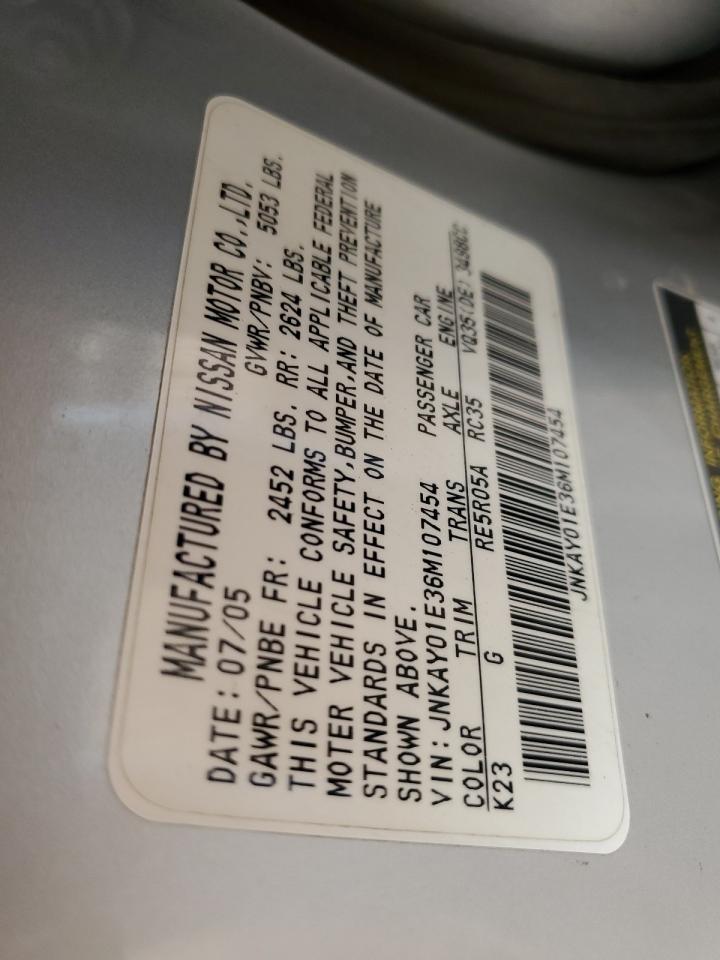 MANUFACTURED BY NISSAN MOTOR CO.,LTD.
DATE: 07/05 GVWR/PNBV: 5053 LBS.
GAWR/PNBE FR: 2452 LBS. RR: 2624 LBS.
THIS VEHICLE CONFORMS TO ALL APPLICABLE FEDERAL
MOTER VEHICLE SAFETY,BUMPER,AND THEFT PREVENTION
STANDARDS IN EFFECT ON THE DATE OF MANUFACTURE
SHOWN ABOVE.
VIN: JNKAY01E36M107454 PASSENGER CAR
COLOR TRIM TRANS AXLE ENGINE
K23 G RE5R05A RC35 VQ35(DE) 3498CC
JNKAY01E36M107454